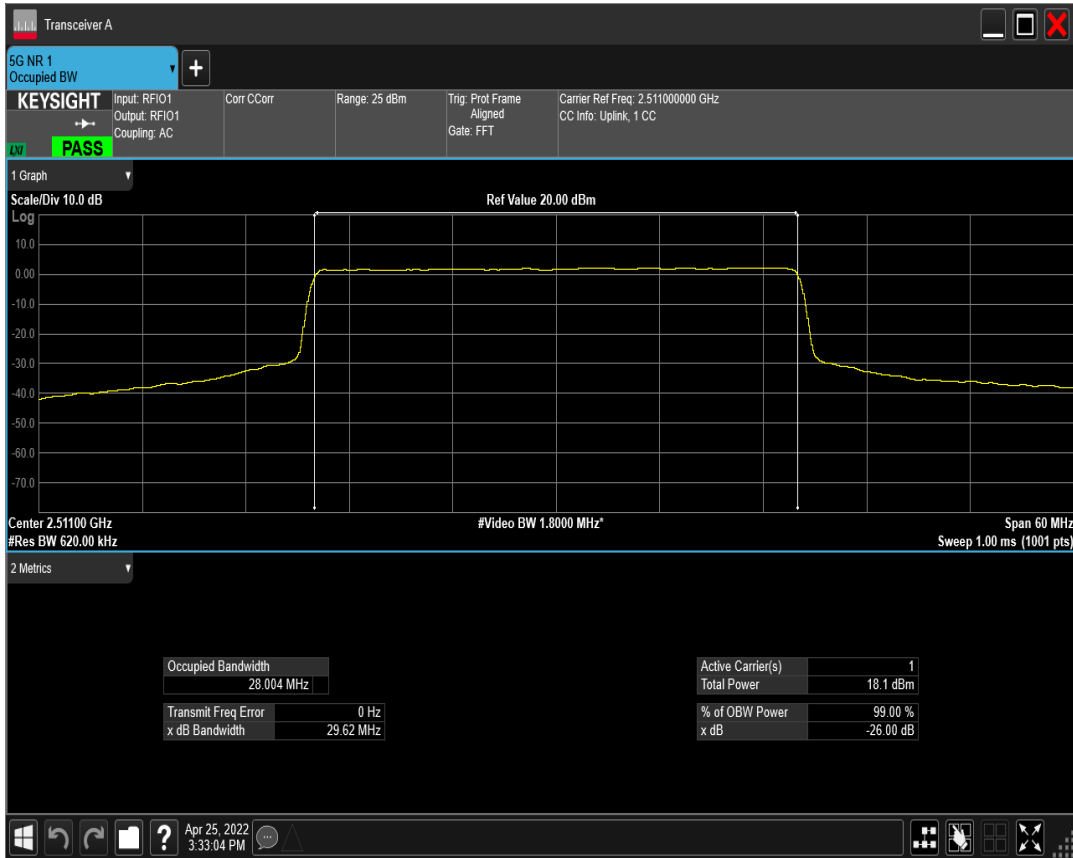 Transceiver A
5G NR 1
Occupied BW
KEYSIGHT
Input: RFIO1
Output: RFIO1
Coupling: AC
Corr CCorr
Range: 25 dBm
Trig: Prot Frame
Aligned
Gate: FFT
Carrier Ref Freq: 2.511000000 GHz
CC Info: Uplink, 1 CC
LXI
PASS
1 Graph
Scale/Div 10.0 dB
Ref Value 20.00 dBm
Log
10.0
0.00
-10.0
-20.0
-30.0
-40.0
-50.0
-60.0
-70.0
Center 2.51100 GHz
#Video BW 1.8000 MHz*
Span 60 MHz
#Res BW 620.00 kHz
Sweep 1.00 ms (1001 pts)
2 Metrics
Occupied Bandwidth
28.004 MHz
Transmit Freq Error 0 Hz
x dB Bandwidth 29.62 MHz
Active Carrier(s) 1
Total Power 18.1 dBm
% of OBW Power 99.00 %
x dB -26.00 dB
?
Apr 25, 2022
3:33:04 PM